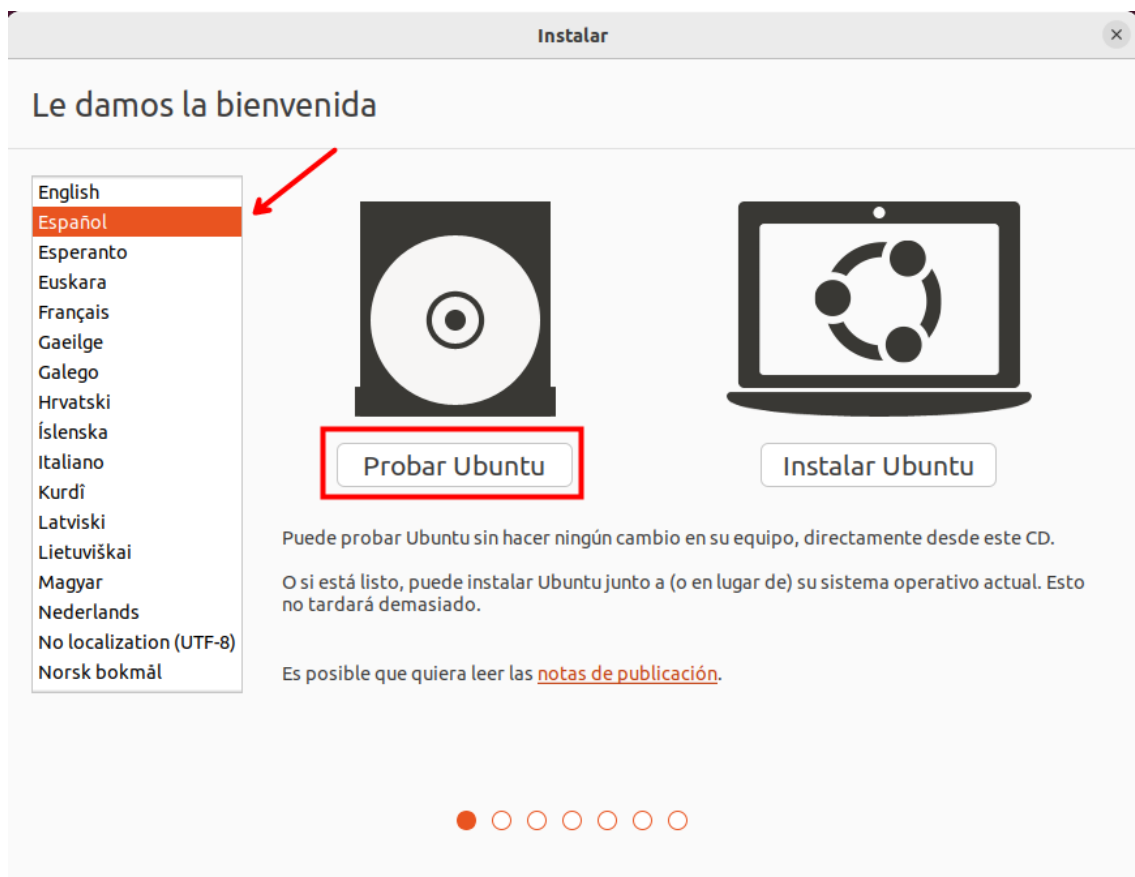 Instalar
Le damos la bienvenida
English
Español
Esperanto
Euskara
Français
Gaeilge
Galego
Hrvatski
Íslenska
Italiano
Kurdî
Latviski
Lietuviškai
Magyar
Nederlands
No localization (UTF-8)
Norsk bokmål
Probar Ubuntu
Instalar Ubuntu
Puede probar Ubuntu sin hacer ningún cambio en su equipo, directamente desde este CD.
O si está listo, puede instalar Ubuntu junto a (o en lugar de) su sistema operativo actual. Esto
no tardará demasiado.
Es posible que quiera leer las notas de publicación.